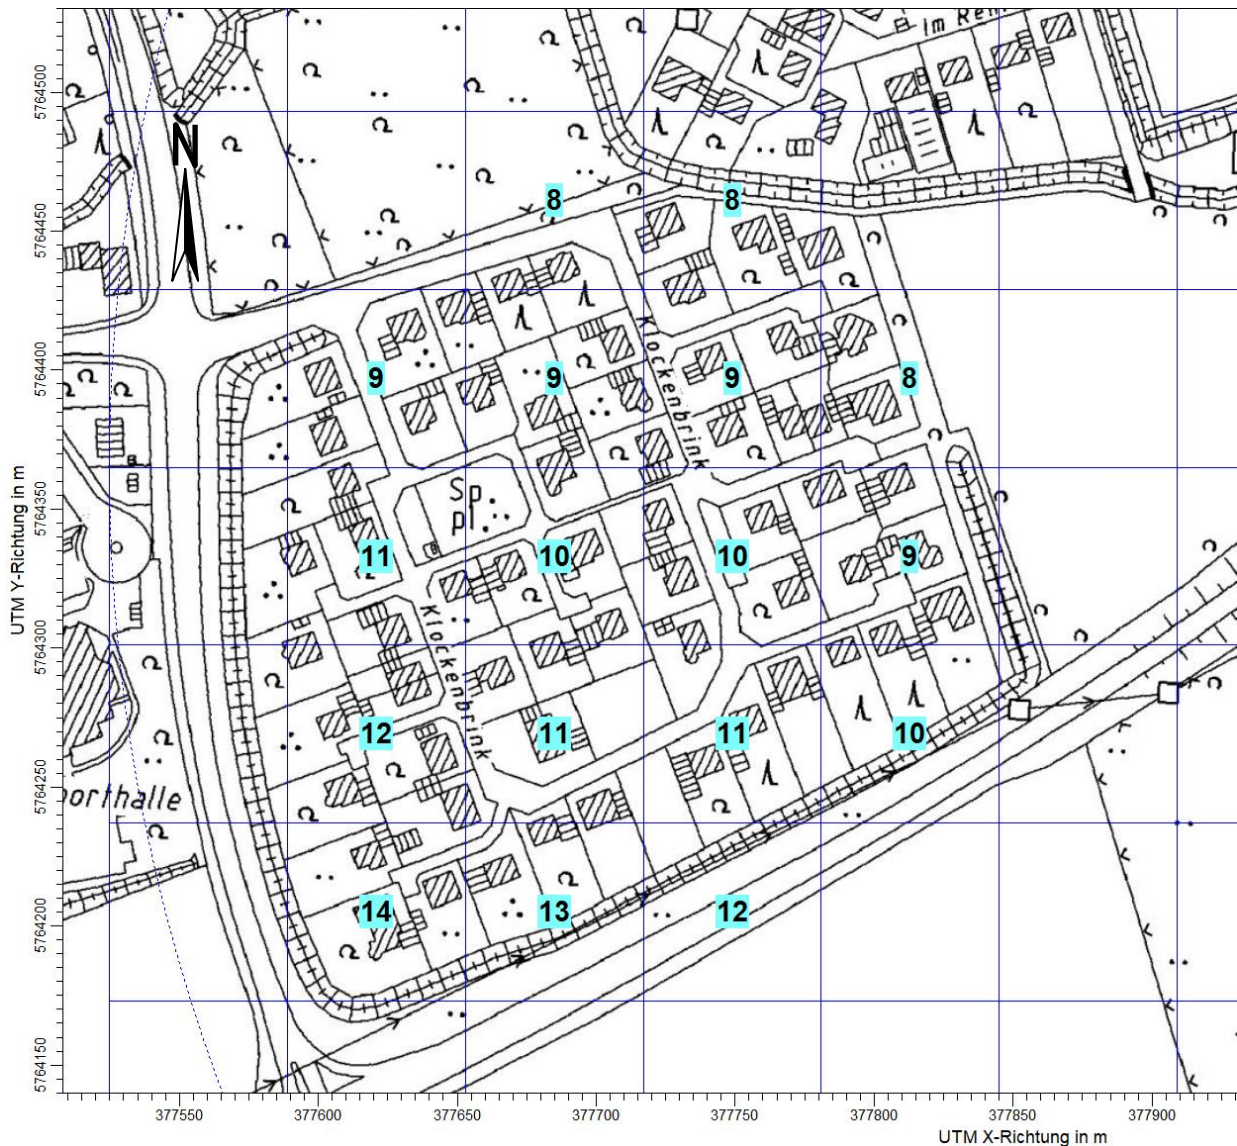 Im Ren
N
8 8
Klockenbrink
9 9 9 8
Sp.
pl.
11 10 10 9
Klockenbrink
12 11 11 10
porthalle
14 13 12
5764500
5764450
5764400
5764350
5764300
5764250
5764200
5764150
UTM Y-Richtung in m
377550 377600 377650 377700 377750 377800 377850 377900
UTM X-Richtung in m